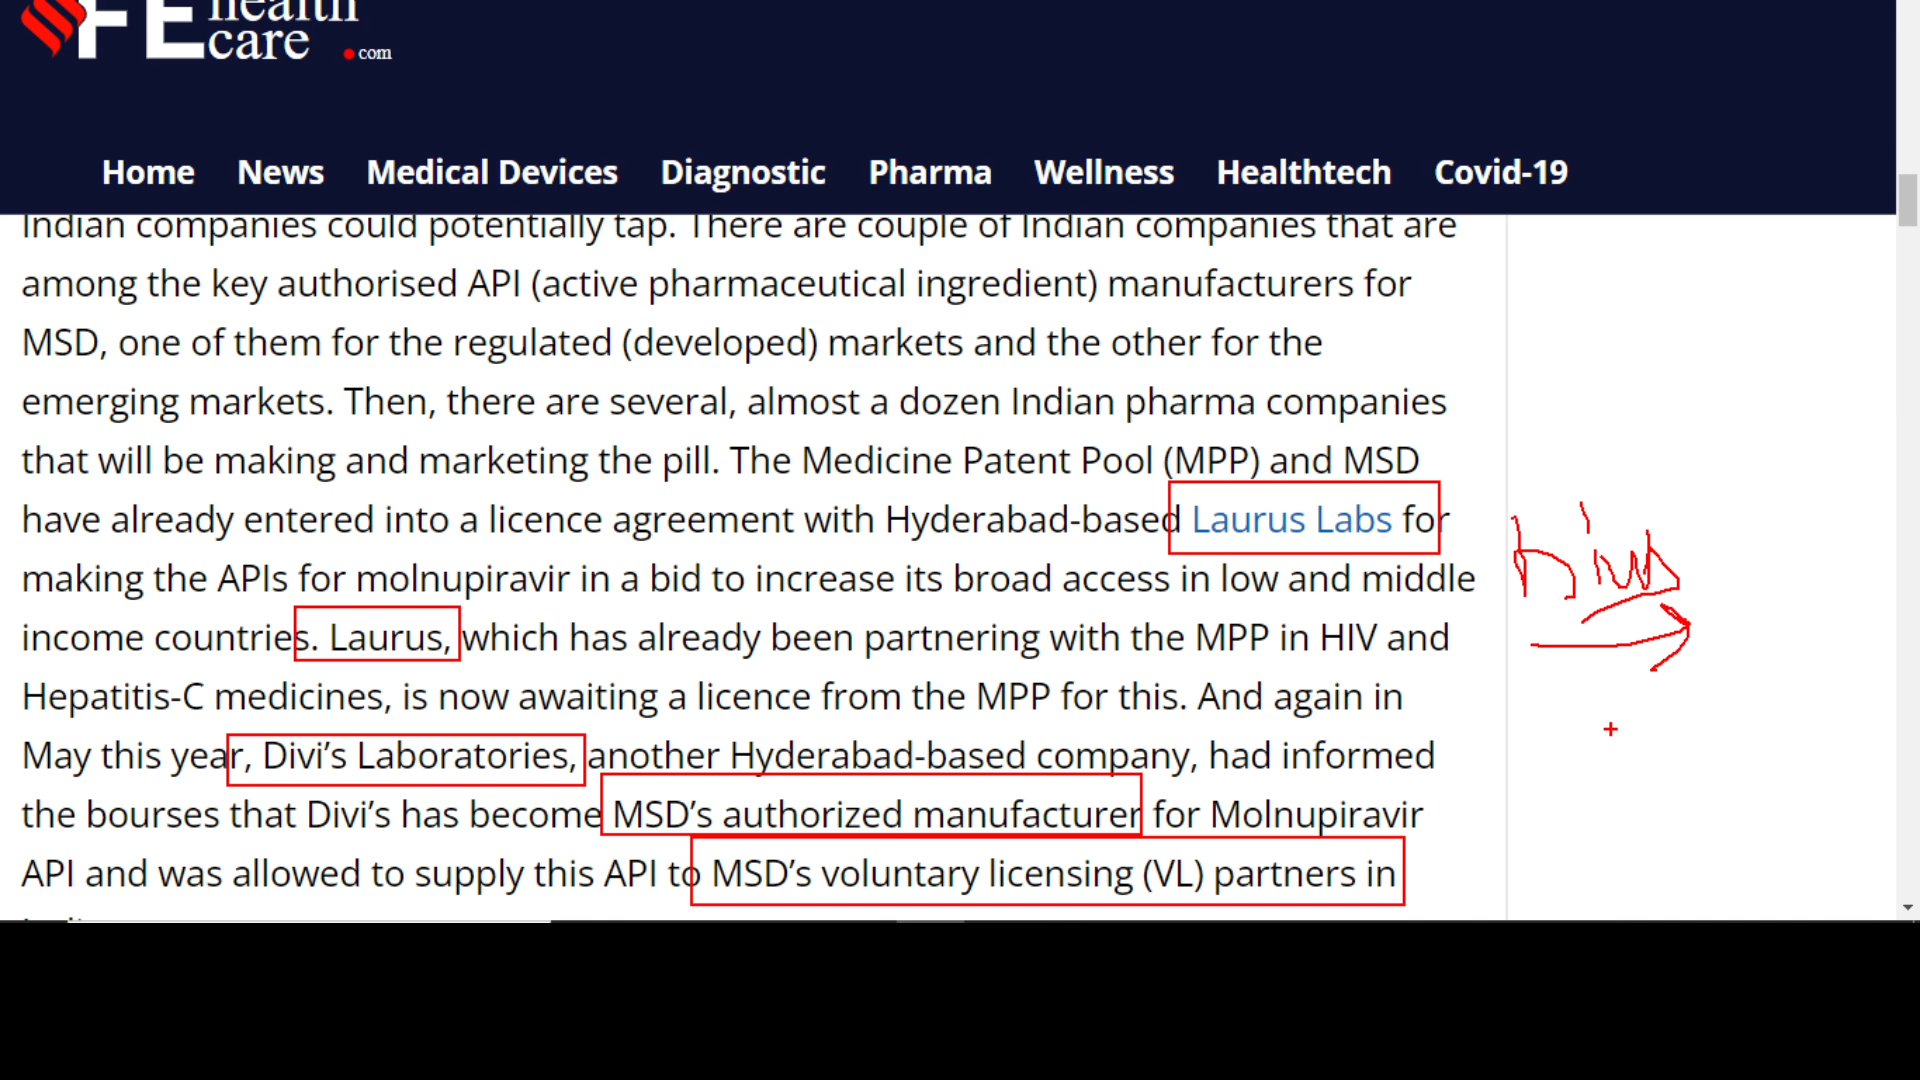 FE health
care .com
Home News Medical Devices Diagnostic Pharma Wellness Healthtech Covid-19
Indian companies could potentially tap. There are couple of Indian companies that are
among the key authorised API (active pharmaceutical ingredient) manufacturers for
MSD, one of them for the regulated (developed) markets and the other for the
emerging markets. Then, there are several, almost a dozen Indian pharma companies
that will be making and marketing the pill. The Medicine Patent Pool (MPP) and MSD
have already entered into a licence agreement with Hyderabad-based Laurus Labs for
making the APIs for molnupiravir in a bid to increase its broad access in low and middle
income countries. Laurus, which has already been partnering with the MPP in HIV and
Hepatitis-C medicines, is now awaiting a licence from the MPP for this. And again in
May this year, Divi’s Laboratories, another Hyderabad-based company, had informed
the bourses that Divi’s has become MSD’s authorized manufacturer for Molnupiravir
API and was allowed to supply this API to MSD’s voluntary licensing (VL) partners in